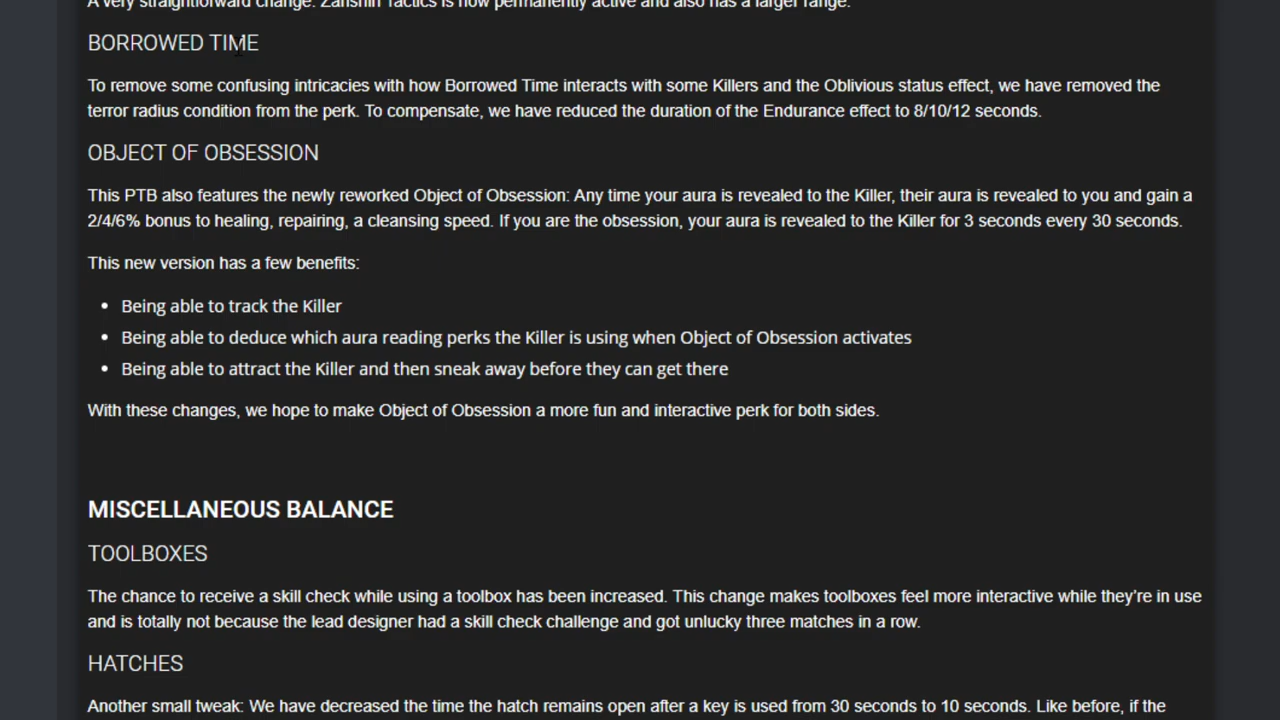 A very straightforward change: Zanshin Tactics is now permanently active and also has a larger range.
BORROWED TIME
To remove some confusing intricacies with how Borrowed Time interacts with some Killers and the Oblivious status effect, we have removed the
terror radius condition from the perk. To compensate, we have reduced the duration of the Endurance effect to 8/10/12 seconds.
OBJECT OF OBSESSION
This PTB also features the newly reworked Object of Obsession: Any time your aura is revealed to the Killer, their aura is revealed to you and gain a
2/4/6% bonus to healing, repairing, a cleansing speed. If you are the obsession, your aura is revealed to the Killer for 3 seconds every 30 seconds.
This new version has a few benefits:
• Being able to track the Killer
• Being able to deduce which aura reading perks the Killer is using when Object of Obsession activates
• Being able to attract the Killer and then sneak away before they can get there
With these changes, we hope to make Object of Obsession a more fun and interactive perk for both sides.
MISCELLANEOUS BALANCE
TOOLBOXES
The chance to receive a skill check while using a toolbox has been increased. This change makes toolboxes feel more interactive while they’re in use
and is totally not because the lead designer had a skill check challenge and got unlucky three matches in a row.
HATCHES
Another small tweak: We have decreased the time the hatch remains open after a key is used from 30 seconds to 10 seconds. Like before, if the